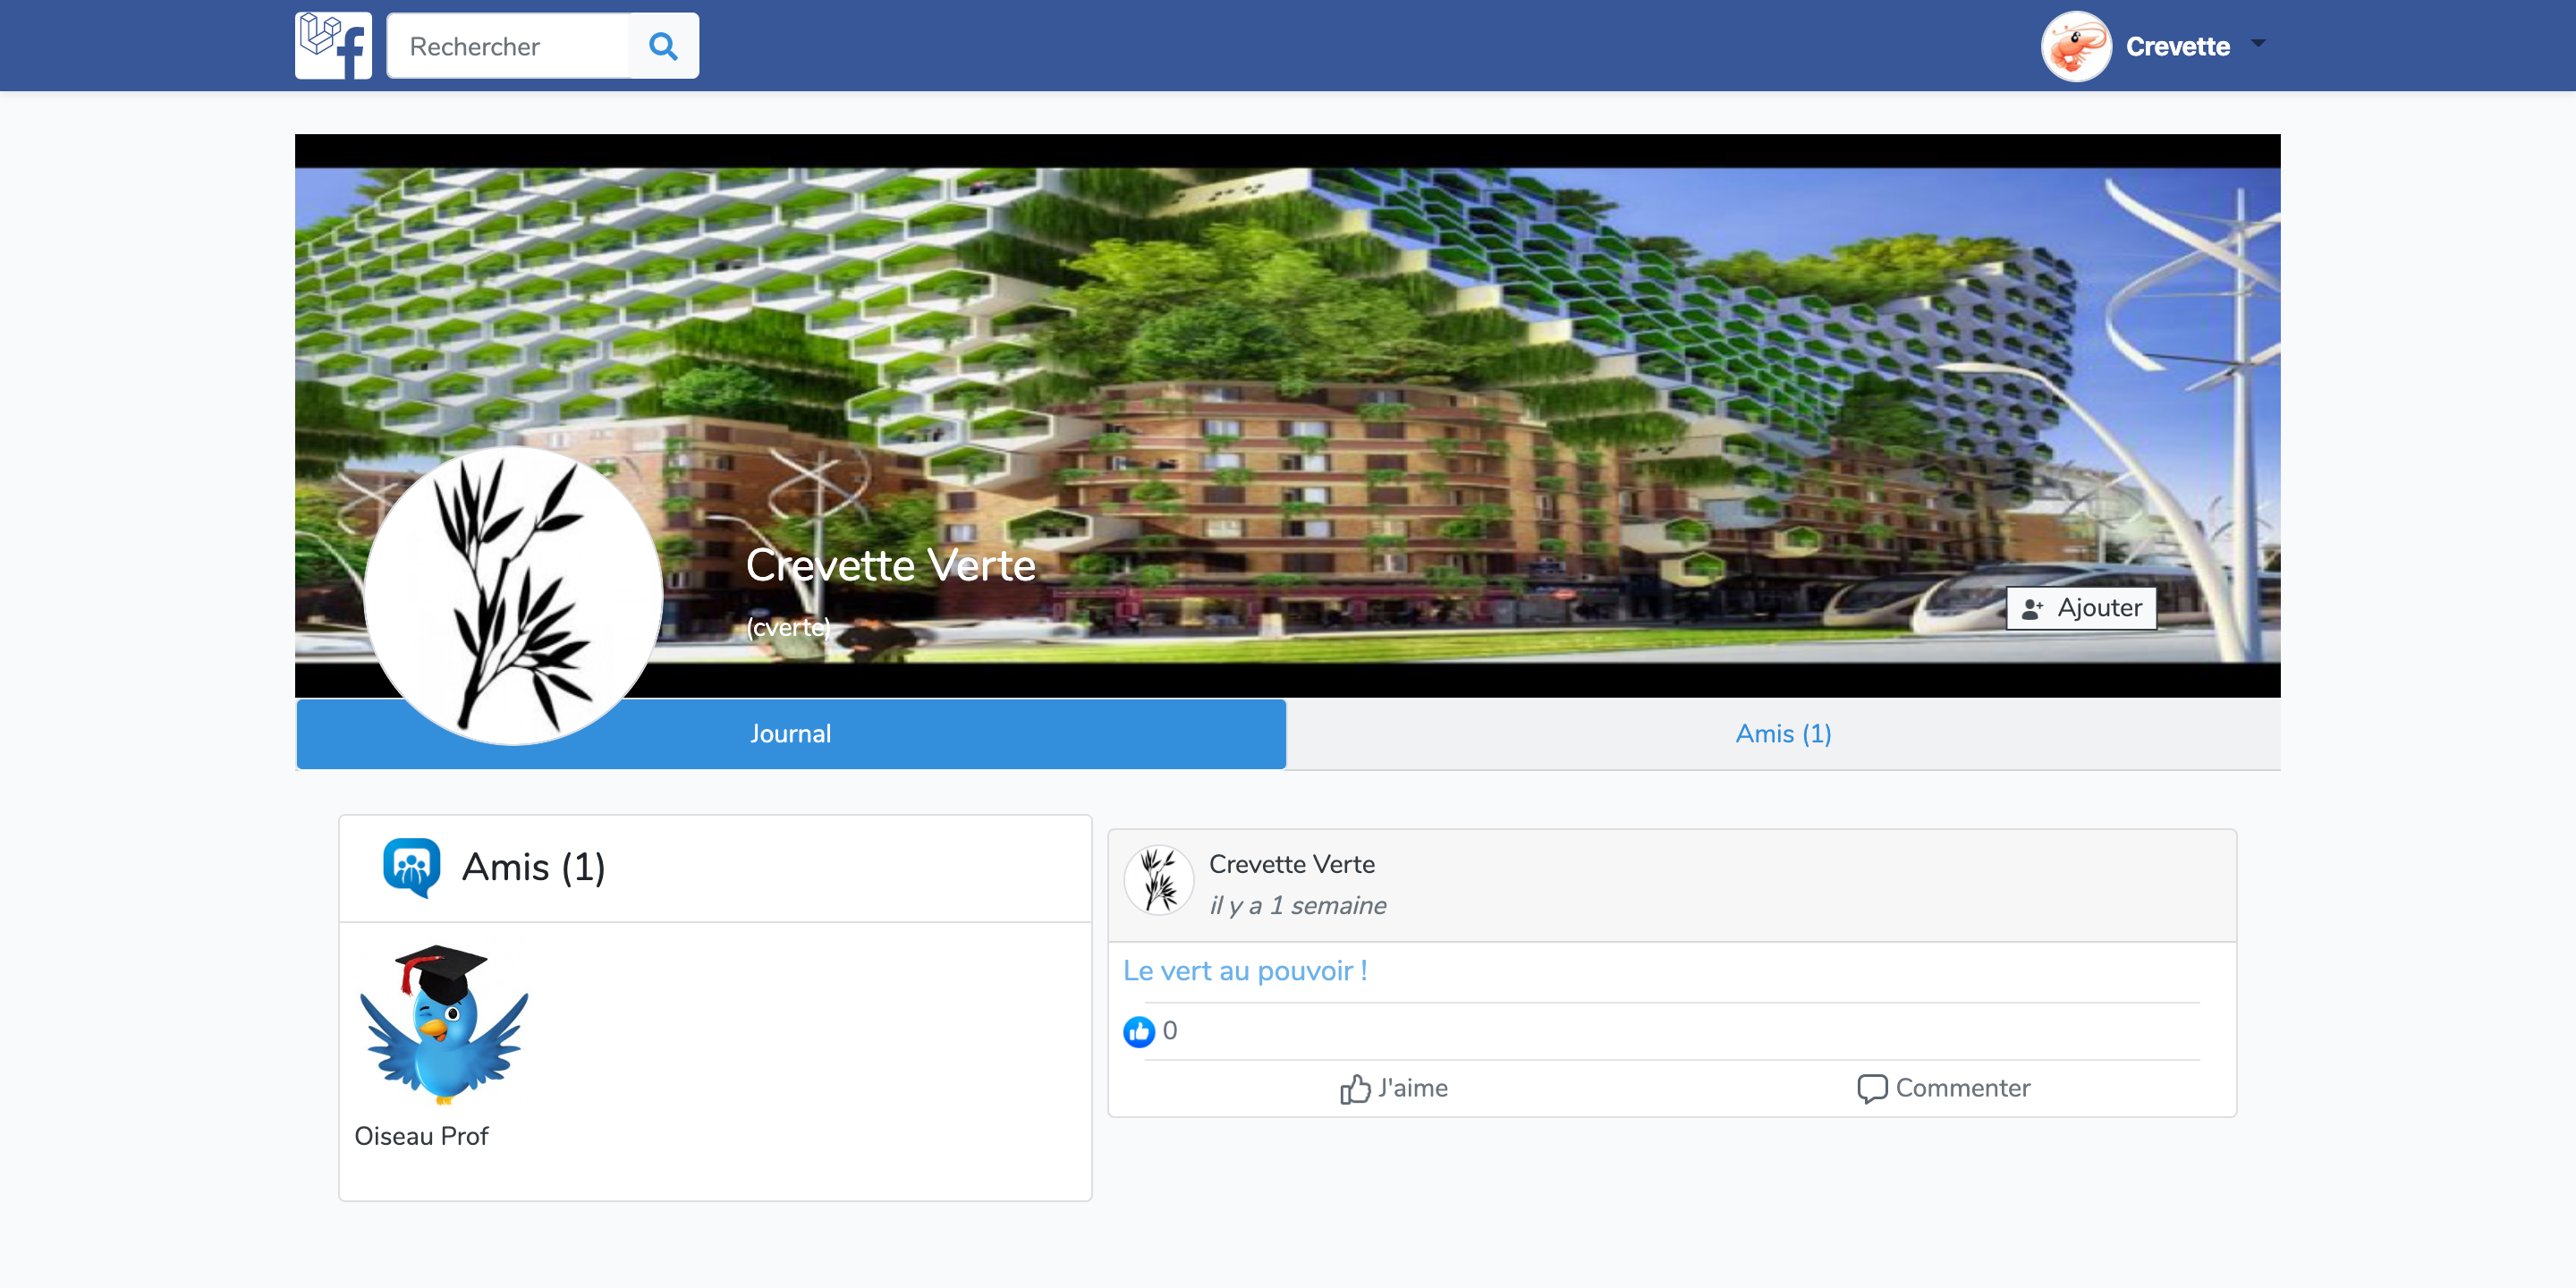 Rechercher
Crevette
Crevette Verte
(cverte)
Ajouter
Journal
Amis (1)
Amis (1)
Oiseau Prof
Crevette Verte
il y a 1 semaine
Le vert au pouvoir !
0
J'aime
Commenter